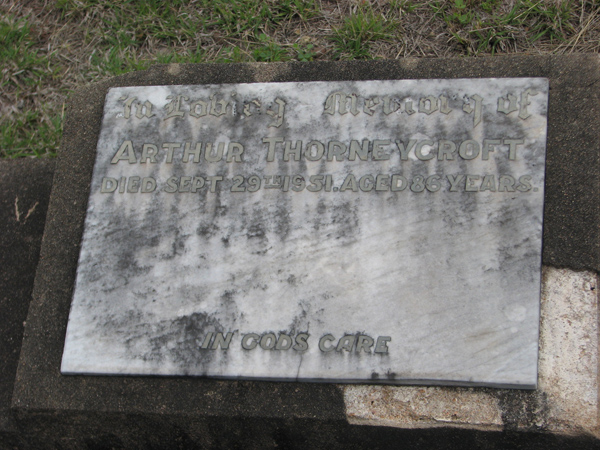 In Loving Memory of
ARTHUR THORNEYCROFT
DIED SEPT. 29TH 1951. AGED 86 YEARS.
IN GODS CARE